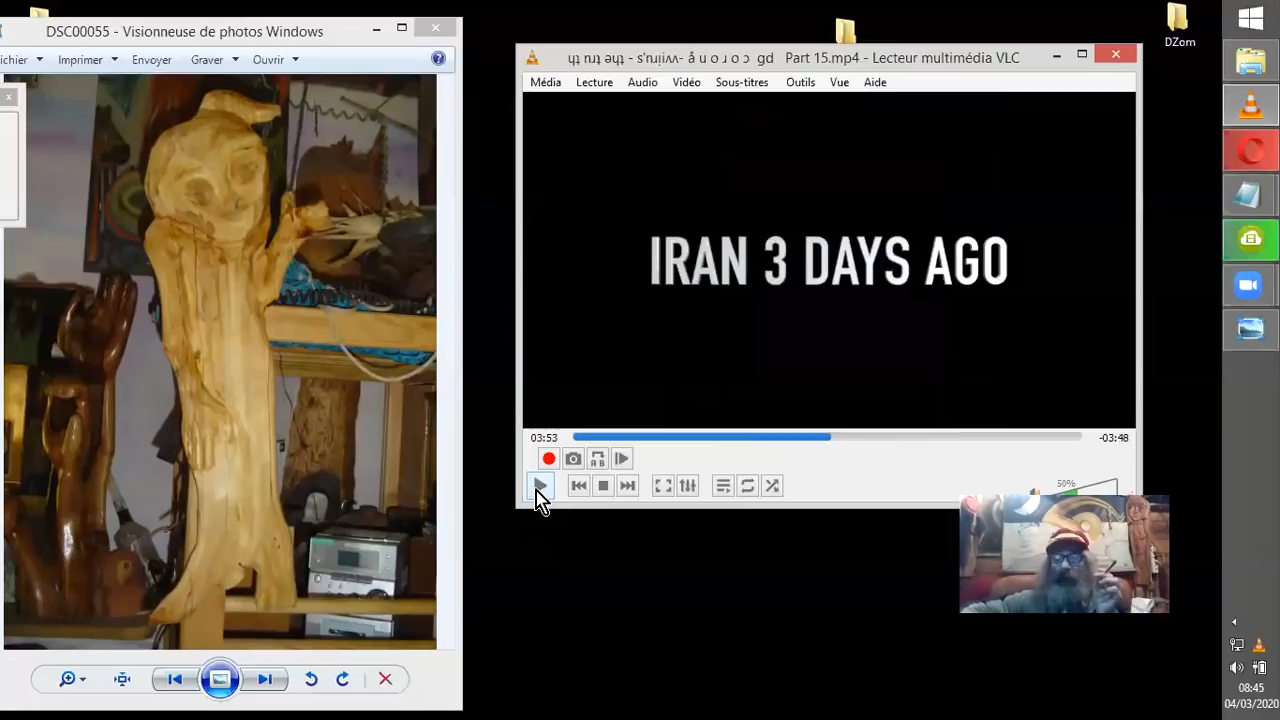 DSC00055 - Visionneuse de photos Windows
chier
Imprimer
Envoyer
Graver
Ouvrir
Part 15.mp4 - Lecteur multimédia VLC
Média
Lecture
Audio
Vidéo
Sous-titres
Outils
Vue
Aide
IRAN 3 DAYS AGO
03:53
-03:48
50%
DZom
08:45
04/03/2020